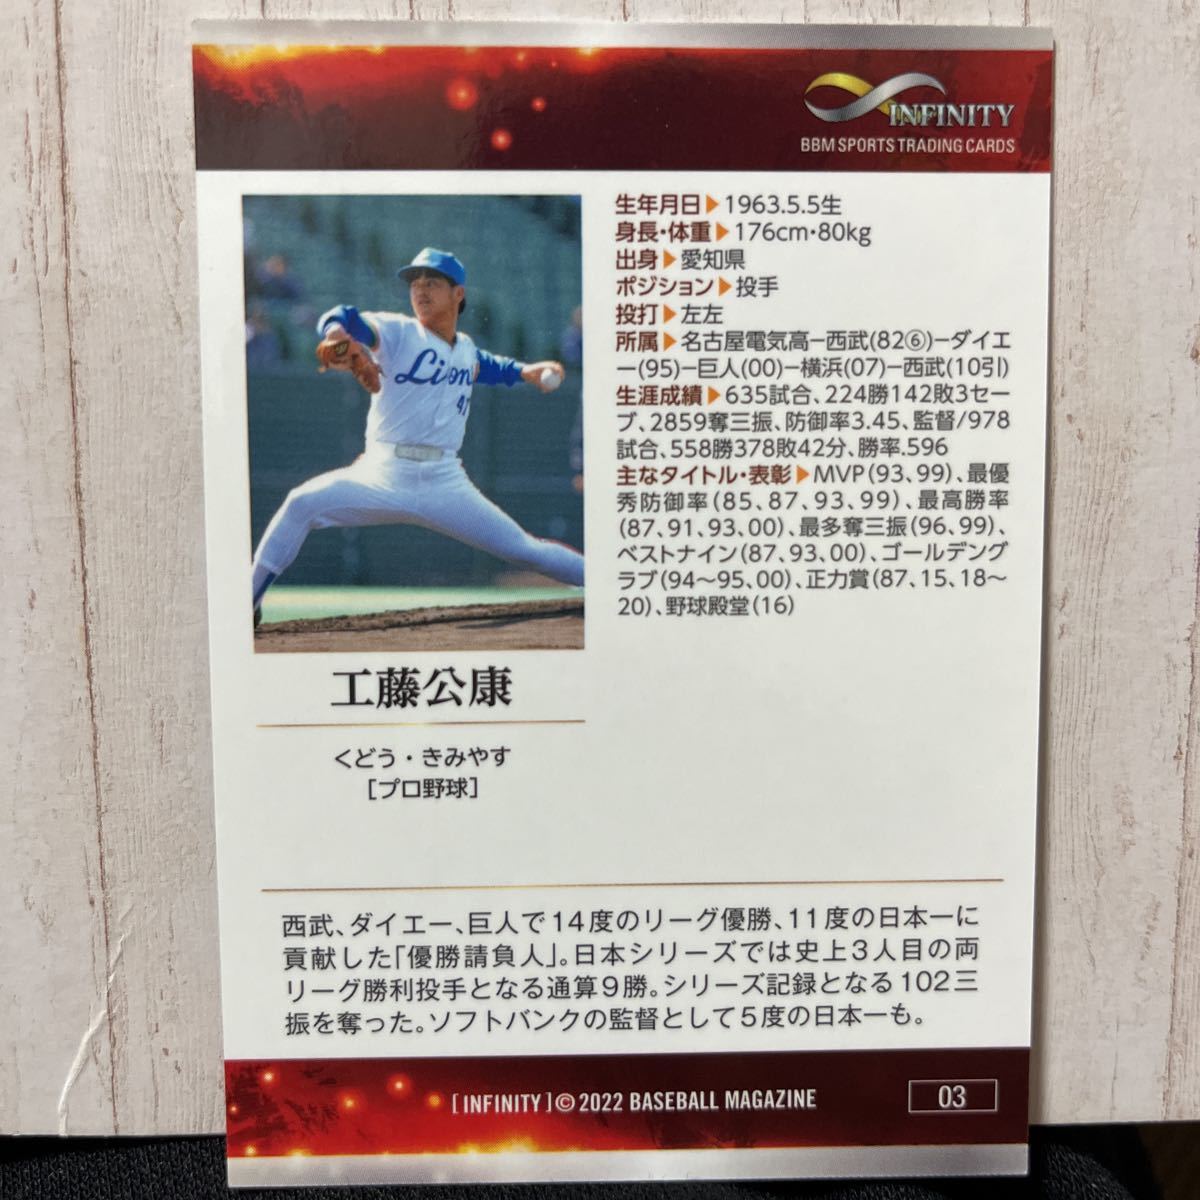 INFINITY
BBM SPORTS TRADING CARDS
Lions
47
生年月日▶1963.5.5生
身長・体重▶176cm・80kg
出身▶愛知県
ポジション▶投手
投打▶左左
所属▶名古屋電気高−西武(82⑥)−ダイエ
ー(95)−巨人(00)−横浜(07)−西武(10引)
生涯成績▶635試合、224勝142敗3セー
ブ、2859奪三振、防御率3.45、監督/978
試合、558勝378敗42分、勝率.596
主なタイトル・表彰▶MVP(93、99)、最優
秀防御率(85、87、93、99)、最高勝率
(87、91、93、00)、最多奪三振(96、99)、
ベストナイン(87、93、00)、ゴールデング
ラブ(94〜95、00)、正力賞(87、15、18〜
20)、野球殿堂(16)
工藤公康
くどう・きみやす
[プロ野球]
西武、ダイエー、巨人で14度のリーグ優勝、11度の日本一に
貢献した「優勝請負人」。日本シリーズでは史上3人目の両
リーグ勝利投手となる通算9勝。シリーズ記録となる102三
振を奪った。ソフトバンクの監督として5度の日本一も。
[INFINITY]©2022 BASEBALL MAGAZINE
03